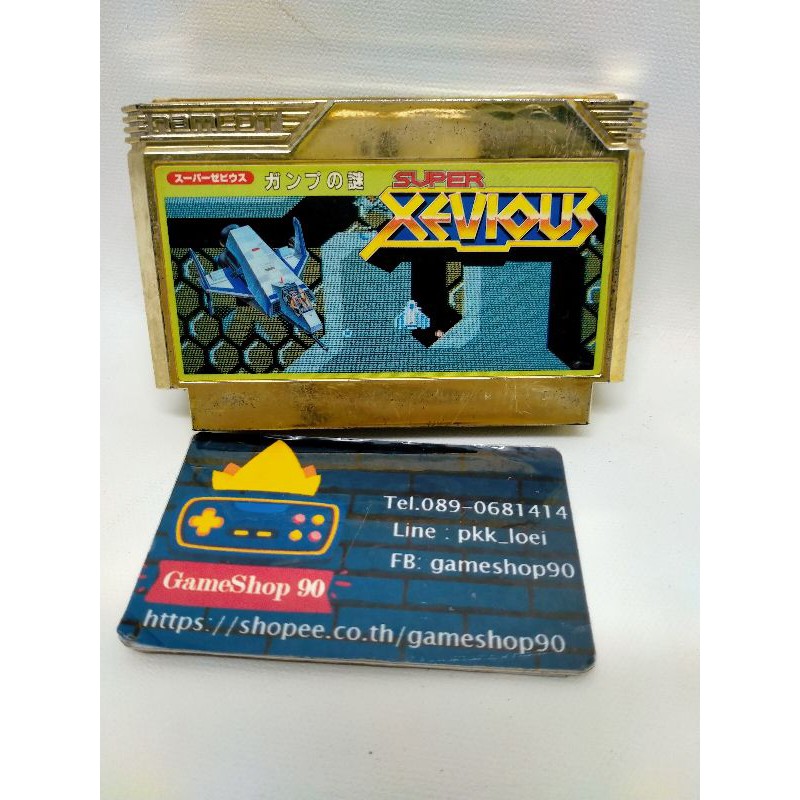 namcot
スーパーゼビウス ガンプの謎 SUPER
XEVIOUS
Tel.089-0681414
Line : pkk_loei
FB: gameshop90
GameShop 90
https://shopee.co.th/gameshop90